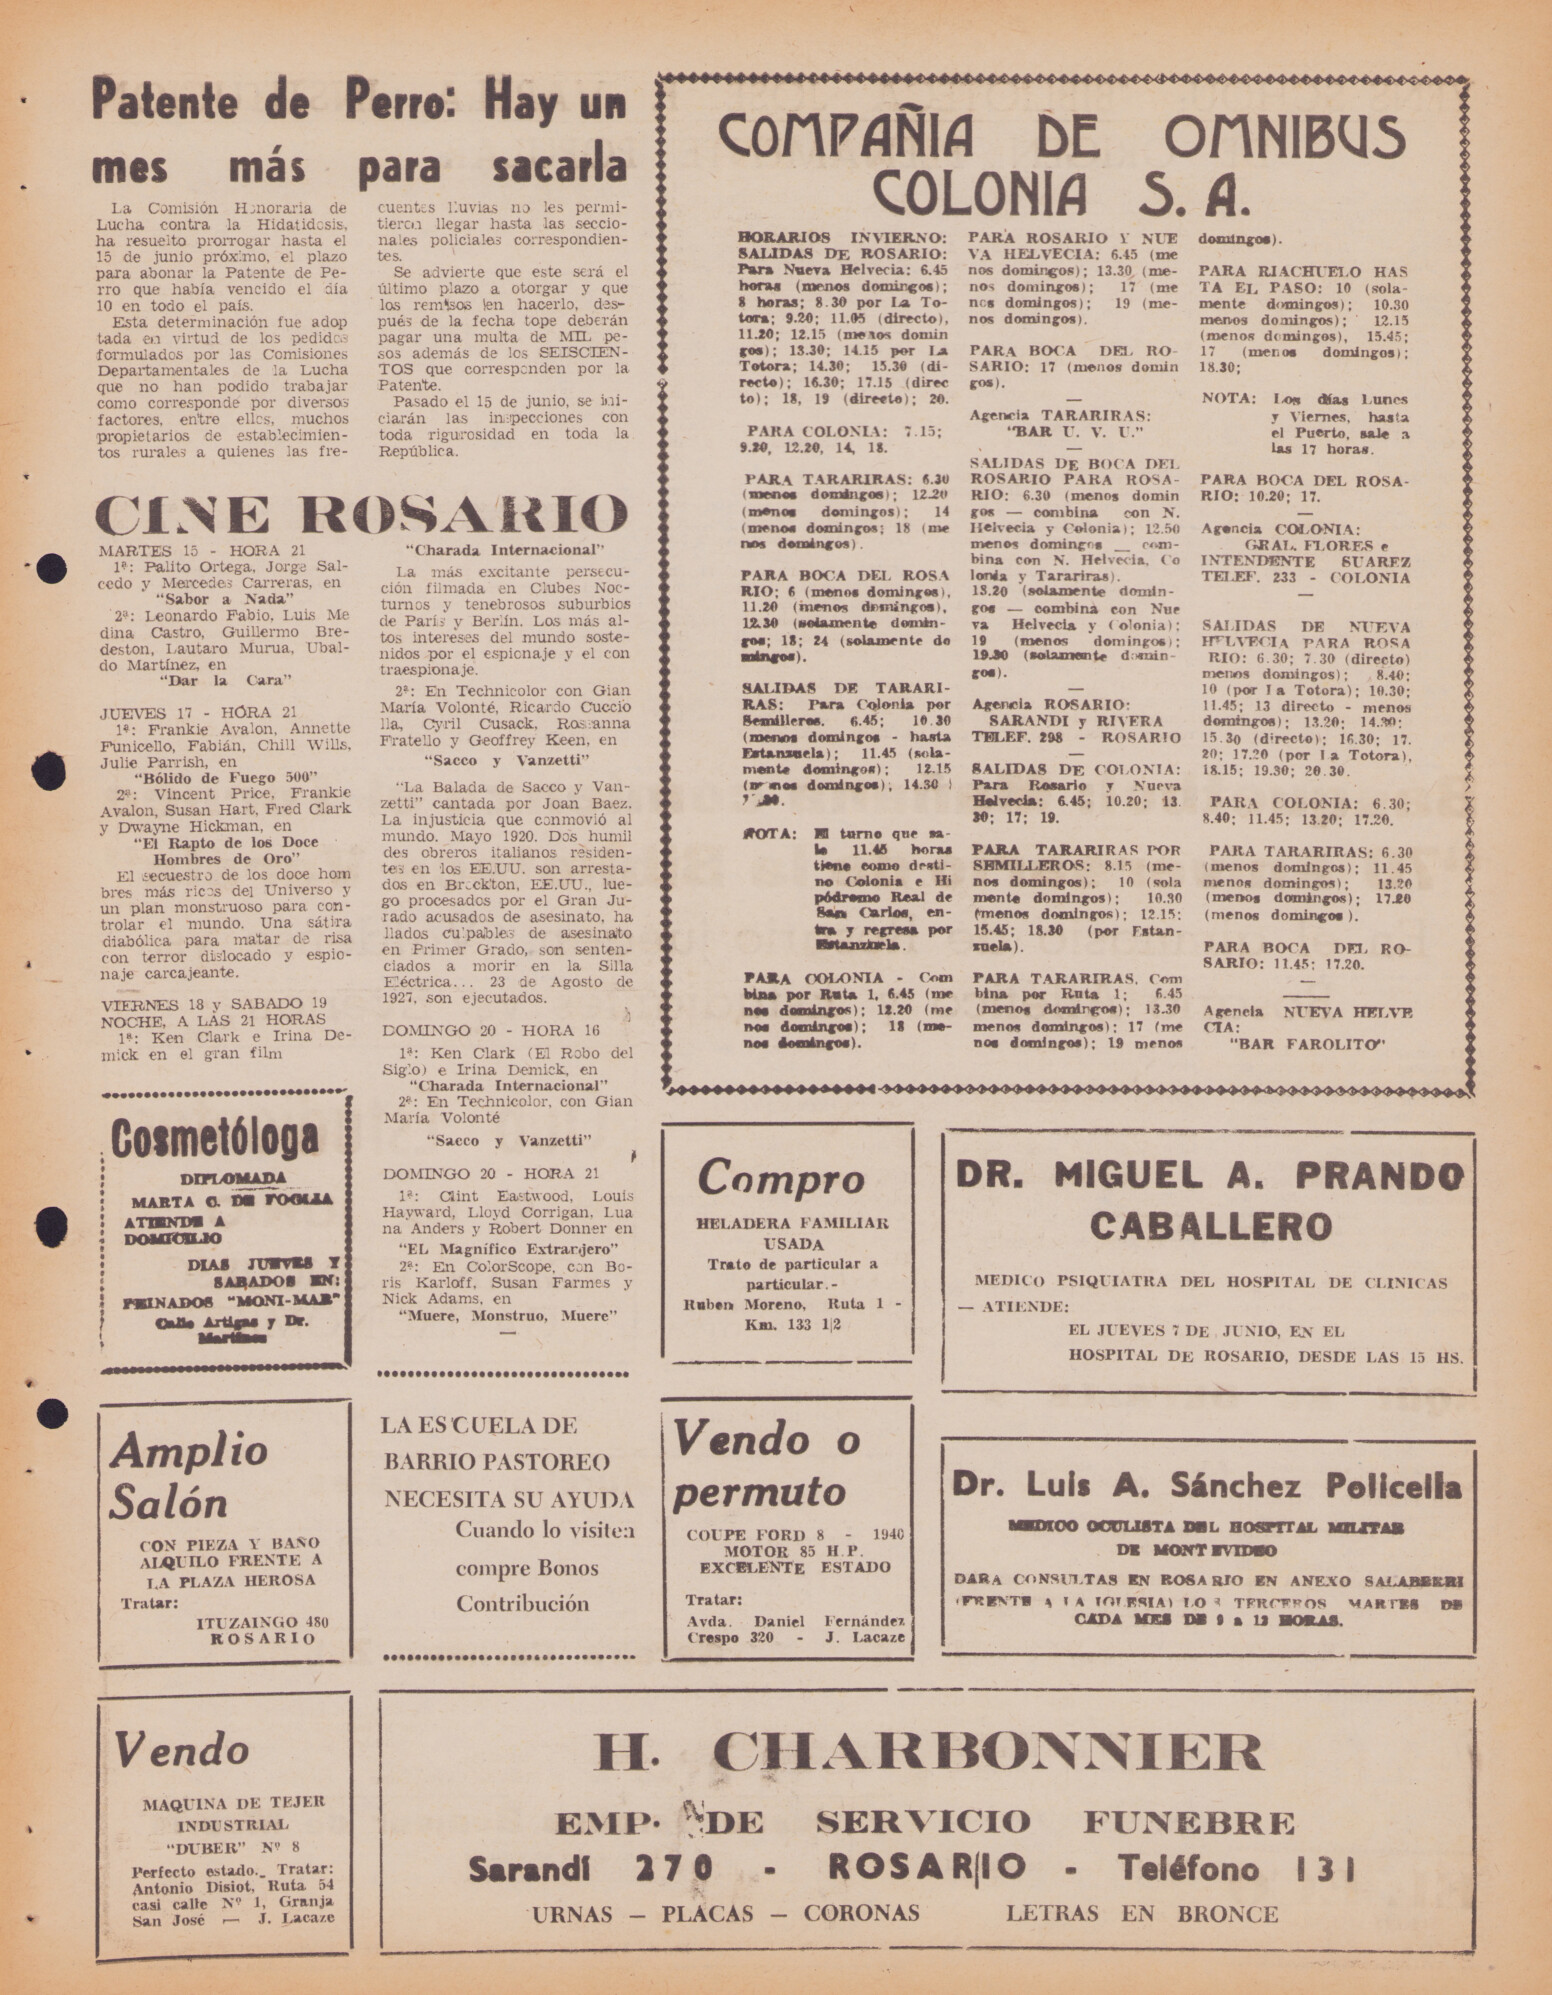 Patente de Perro: Hay un
mes más para sacarla
La Comisión Honoraria de
Lucha contra la Hidatidosis,
ha resuelto prorrogar hasta el
15 de junio próximo, el plazo
para abonar la Patente de Pe-
rro que había vencido el día
10 en todo el país.
Esta determinación fue adop
tada en virtud de los pedidos
formulados por las Comisiones
Departamentales de la Lucha
que no han podido trabajar
como corresponde por diversos
factores, entre ellos, muchos
propietarios de establecimien-
tos rurales a quienes las fre-
cuentes lluvias no les permi-
tieron llegar hasta las seccio-
nales policiales correspondien-
tes.
Se advierte que este será el
último plazo a otorgar y que
los remisos en hacerlo, des-
pués de la fecha tope deberán
pagar una multa de MIL pe-
sos además de los SEISCIEN-
TOS que corresponden por la
Patente.
Pasado el 15 de junio, se ini-
ciarán las inspecciones con
toda rigurosidad en toda la
República.
CINE ROSARIO
MARTES 15 - HORA 21
1ª: Palito Ortega, Jorge Sal-
cedo y Mercedes Carreras, en
"Sabor a Nada"
2ª: Leonardo Fabio, Luis Me
dina Castro, Guillermo Bre-
deston, Lautaro Murua, Ubal-
do Martínez, en
"Dar la Cara"
JUEVES 17 - HORA 21
1ª: Frankie Avalon, Annette
Funicello, Fabián, Chill Wills,
Julie Parrish, en
"Bólido de Fuego 500"
2ª: Vincent Price, Frankie
Avalon, Susan Hart, Fred Clark
y Dwayne Hickman, en
"El Rapto de los Doce
Hombres de Oro"
El secuestro de los doce hom
bres más ricos del Universo y
un plan monstruoso para con-
trolar el mundo. Una sátira
diabólica para matar de risa
con terror dislocado y espio-
naje carcajeante.
VIERNES 18 y SABADO 19
NOCHE, A LAS 21 HORAS
1ª: Ken Clark e Irina De-
mick en el gran film
"Charada Internacional"
La más excitante persecu-
ción filmada en Clubes Noc-
turnos y tenebrosos suburbios
de París y Berlín. Los más al-
tos intereses del mundo soste-
nidos por el espionaje y el con
traespionaje.
2ª: En Technicolor con Gian
María Volonté, Ricardo Cuccio
lla, Cyril Cusack, Rosanna
Fratello y Geoffrey Keen, en
"Sacco y Vanzetti"
"La Balada de Sacco y Van-
zetti" cantada por Joan Baez.
La injusticia que conmovió al
mundo. Mayo 1920. Dos humil
des obreros italianos residen-
tes en los EE.UU. son arresta-
dos en Brockton, EE.UU., lue-
go procesados por el Gran Ju-
rado acusados de asesinato, ha
llados culpables de asesinato
en Primer Grado, son senten-
ciados a morir en la Silla
Eléctrica... 23 de Agosto de
1927, son ejecutados.
DOMINGO 20 - HORA 16
1ª: Ken Clark (El Robo del
Siglo) e Irina Demick, en
"Charada Internacional"
2ª: En Technicolor, con Gian
María Volonté
"Sacco y Vanzetti"
DOMINGO 20 - HORA 21
1ª: Clint Eastwood, Louis
Hayward, Lloyd Corrigan, Lua
na Anders y Robert Donner en
"EL Magnífico Extranjero"
2ª: En ColorScope, con Bo-
ris Karloff, Susan Farmes y
Nick Adams, en
"Muere, Monstruo, Muere"
COMPAÑIA DE OMNIBUS
COLONIA S. A.
HORARIOS INVIERNO:
SALIDAS DE ROSARIO:
Para Nueva Helvecia: 6.45
horas (menos domingos);
8 horas; 8.30 por La To-
tora; 9.20; 11.05 (directo),
11.20; 12.15 (menos domin
gos); 13.30; 14.15 por La
Totora; 14.30; 15.30 (di-
recto); 16.30; 17.15 (direc
to); 18, 19 (directo); 20.
PARA COLONIA: 7.15;
9.20, 12.20, 14, 18.
PARA TARARIRAS: 6.30
(menos domingos); 12.20
(menos domingos); 14
(menos domingos; 18 (me
nos domingos).
PARA BOCA DEL ROSA
RIO; 6 (menos domingos),
11.20 (menos domingos),
12.30 (solamente domin-
gos; 18; 24 (solamente do
mingos).
SALIDAS DE TARARI-
RAS: Para Colonia por
Semilleros. 6.45; 10.30
(menos domingos - hasta
Estanzuela); 11.45 (sola-
mente domingos); 12.15
(menos domingos), 14.30

NOTA: El turno que sa-
le 11.45 horas
tiene como desti-
no Colonia e Hi
pódromo Real de
San Carlos, en-
tra y regresa por
Estanzuela.
PARA COLONIA - Com
bina por Ruta 1, 6.45 (me
nos domingos); 12.20 (me
nos domingos); 18 (me-
nos domingos).
PARA ROSARIO Y NUE
VA HELVECIA: 6.45 (me
nos domingos); 13.30 (me-
nos domingos); 17 (me
nos domingos); 19 (me-
nos domingos).
PARA BOCA DEL RO-
SARIO: 17 (menos domin
gos).
—
Agencia TARARIRAS:
"BAR U. V. U."
—
SALIDAS DE BOCA DEL
ROSARIO PARA ROSA-
RIO: 6.30 (menos domin
gos — combina con N.
Helvecia y Colonia); 12.50
menos domingos — com-
bina con N. Helvecia, Co
lonia y Tarariras).
13.20 (solamente domin-
gos — combina con Nue
va Helvecia y Colonia);
19 (menos domingos);
19.30 (solamente domin-
gos).
—
Agencia ROSARIO:
SARANDI y RIVERA
TELEF. 298 - ROSARIO
—
SALIDAS DE COLONIA:
Para Rosario y Nueva
Helvecia: 6.45; 10.20; 13.
30; 17; 19.
PARA TARARIRAS POR
SEMILLEROS: 8.15 (me-
nos domingos); 10 (sola
mente domingos); 10.30
(menos domingos); 12.15;
15.45; 18.30 (por Estan-
zuela).
PARA TARARIRAS, Com
bina por Ruta 1; 6.45
(menos domingos); 13.30
menos domingos; 17 (me
nos domingos); 19 menos
domingos).
PARA RIACHUELO HAS
TA EL PASO: 10 (sola-
mente domingos); 10.30
menos domingos); 12.15
(menos domingos), 15.45;
17 (menos domingos);
18.30;
NOTA: Los días Lunes
y Viernes, hasta
el Puerto, sale a
las 17 horas.
PARA BOCA DEL ROSA-
RIO: 10.20; 17.
—
Agencia COLONIA:
GRAL. FLORES e
INTENDENTE SUAREZ
TELEF. 233 - COLONIA
—
SALIDAS DE NUEVA
HELVECIA PARA ROSA
RIO: 6.30; 7.30 (directo)
menos domingos); 8.40;
10 (por La Totora); 10.30;
11.45; 13 directo - menos
domingos); 13.20; 14.30;
15.30 (directo); 16.30; 17.
20; 17.20 (por La Totora),
18.15; 19.30; 20.30.
PARA COLONIA: 6.30;
8.40; 11.45; 13.20; 17.20.
PARA TARARIRAS: 6.30
(menos domingos); 11.45
menos domingos; 13.20
(menos domingos); 17.20
(menos domingos).
PARA BOCA DEL RO-
SARIO: 11.45; 17.20.
—
Agencia NUEVA HELVE
CIA:
"BAR FAROLITO"
Cosmetóloga
DIPLOMADA
MARTA C. DE FOGLIA
ATIENDE A
DOMICILIO
DIAS JUEVES Y
SABADOS EN:
PEINADOS "MONI-MAR"
Calle Artigas y Dr.
Martínez
Compro
HELADERA FAMILIAR
USADA
Trato de particular a
particular.-
Ruben Moreno, Ruta 1 -
Km. 133 1|2
DR. MIGUEL A. PRANDO
CABALLERO
MEDICO PSIQUIATRA DEL HOSPITAL DE CLINICAS
— ATIENDE:
EL JUEVES 7 DE JUNIO, EN EL
HOSPITAL DE ROSARIO, DESDE LAS 15 HS.
Amplio
Salón
CON PIEZA Y BAÑO
ALQUILO FRENTE A
LA PLAZA HEROSA
Tratar:
ITUZAINGO 480
ROSARIO
LA ESCUELA DE
BARRIO PASTOREO
NECESITA SU AYUDA
Cuando lo visiten
compre Bonos
Contribución
Vendo o
permuto
COUPE FORD 8 - 1940
MOTOR 85 H.P.
EXCELENTE ESTADO
Tratar:
Avda. Daniel Fernández
Crespo 320 - J. Lacaze
Dr. Luis A. Sánchez Policella
MEDICO OCULISTA DEL HOSPITAL MILITAR
DE MONTEVIDEO
DARA CONSULTAS EN ROSARIO EN ANEXO SALABERRI
(FRENTE A LA IGLESIA) LOS TERCEROS MARTES DE
CADA MES DE 9 a 12 HORAS.
Vendo
MAQUINA DE TEJER
INDUSTRIAL
"DUBER" Nº 8
Perfecto estado._ Tratar:
Antonio Disiot, Ruta 54
casi calle Nº 1, Granja
San José — J. Lacaze
H. CHARBONNIER
EMP. DE SERVICIO FUNEBRE
Sarandí 270 - ROSARIO - Teléfono 131
URNAS — PLACAS — CORONAS LETRAS EN BRONCE